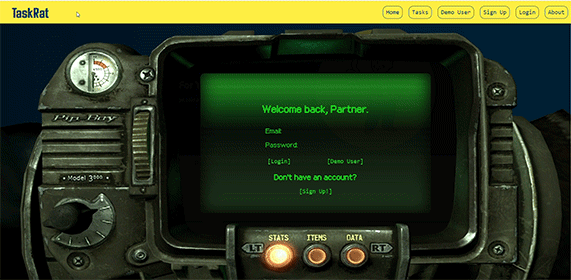 TaskRat
Home Tasks Demo User Sign Up Login About
Pip-Boy
Model 3000
Welcome back, Partner.
Email:
Password:
[Login] [Demo User]
Don't have an account?
[Sign Up!]
STATS ITEMS DATA
LT RT